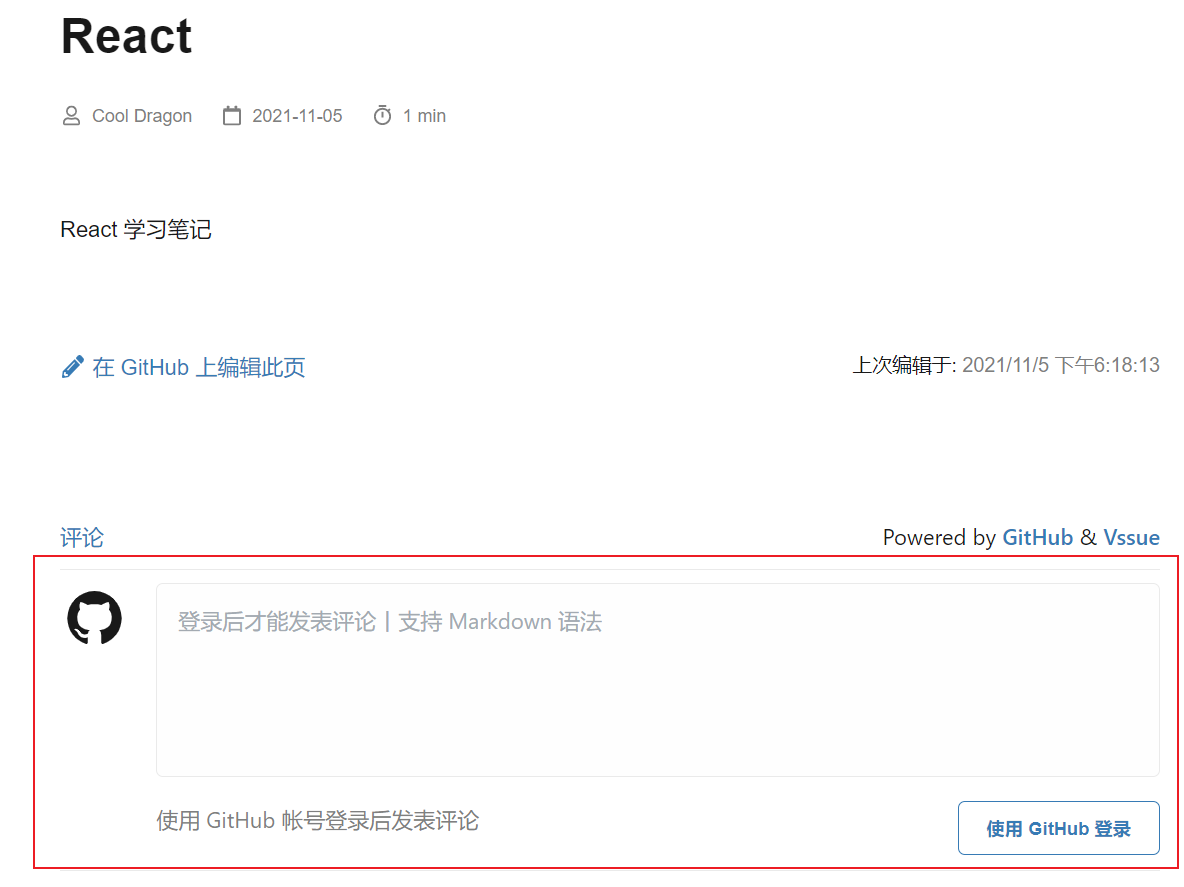 React
Cool Dragon 2021-11-05 1 min
React 学习笔记
在 GitHub 上编辑此页 上次编辑于: 2021/11/5 下午6:18:13
评论 Powered by GitHub & Vssue
登录后才能发表评论丨支持 Markdown 语法
使用 GitHub 帐号登录后发表评论 使用 GitHub 登录